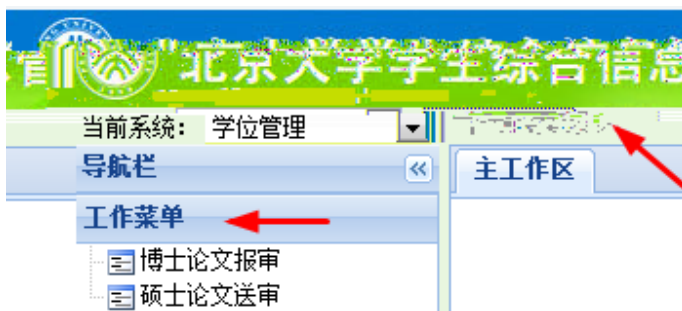 北京大学学生综合信息
当前系统： 学位管理
导航栏
主工作区
工作菜单
博士论文报审
硕士论文送审